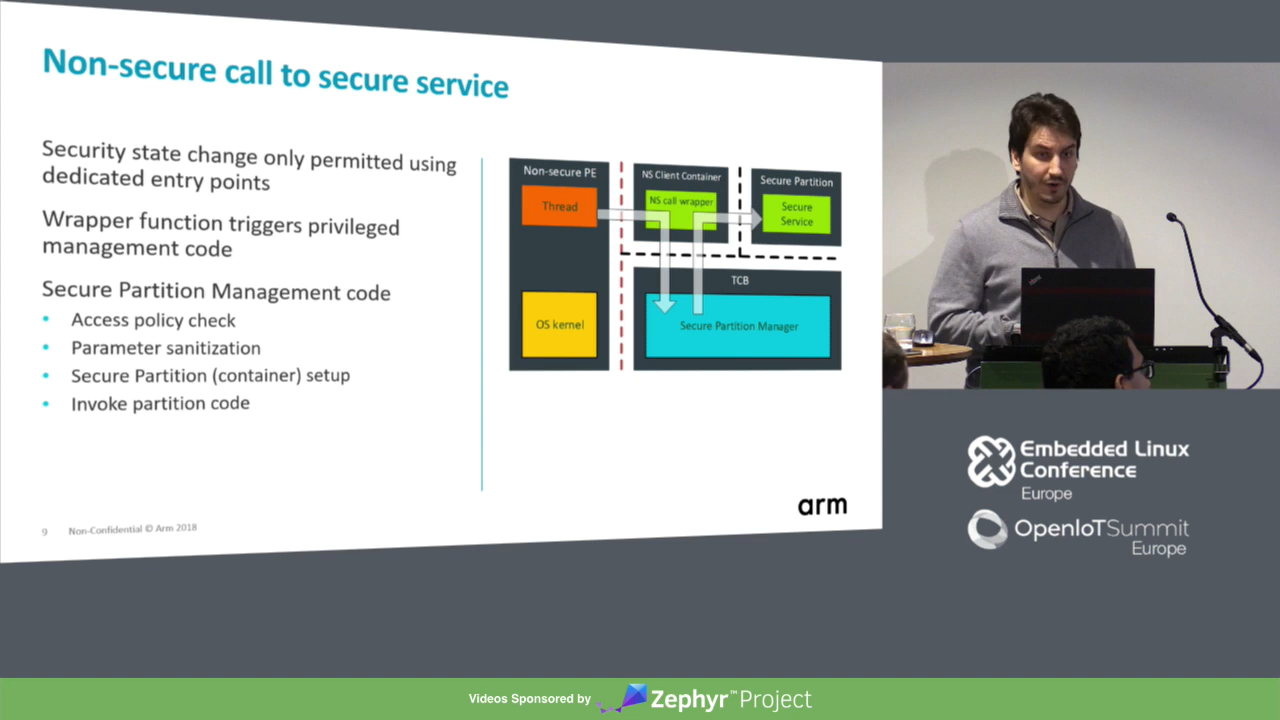 Non-secure call to secure service
Security state change only permitted using
dedicated entry points
Wrapper function triggers privileged
management code
Secure Partition Management code
• Access policy check
• Parameter sanitization
• Secure Partition (container) setup
• Invoke partition code
Non-secure PE
Thread
OS kernel
NS Client Container
NS call wrapper
Secure Partition
Secure
Service
TCB
Secure Partition Manager
arm
9 Non-Confidential © Arm 2018
Embedded Linux
Conference
Europe
OpenIoTSummit
Europe
Videos Sponsored by Zephyr™Project